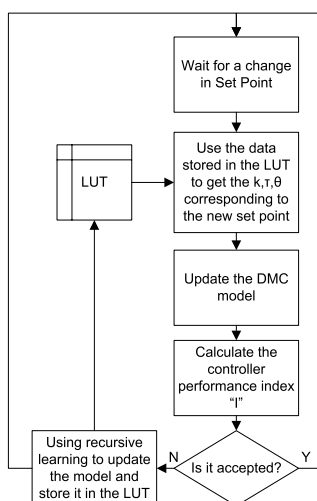 Wait for a change
in Set Point
Use the data
stored in the LUT
to get the k,τ,θ
corresponding to
the new set point
LUT
Update the DMC
model
Calculate the
controller
performance index
“I”
Is it accepted?
N
Y
Using recursive
learning to update
the model and
store it in the LUT